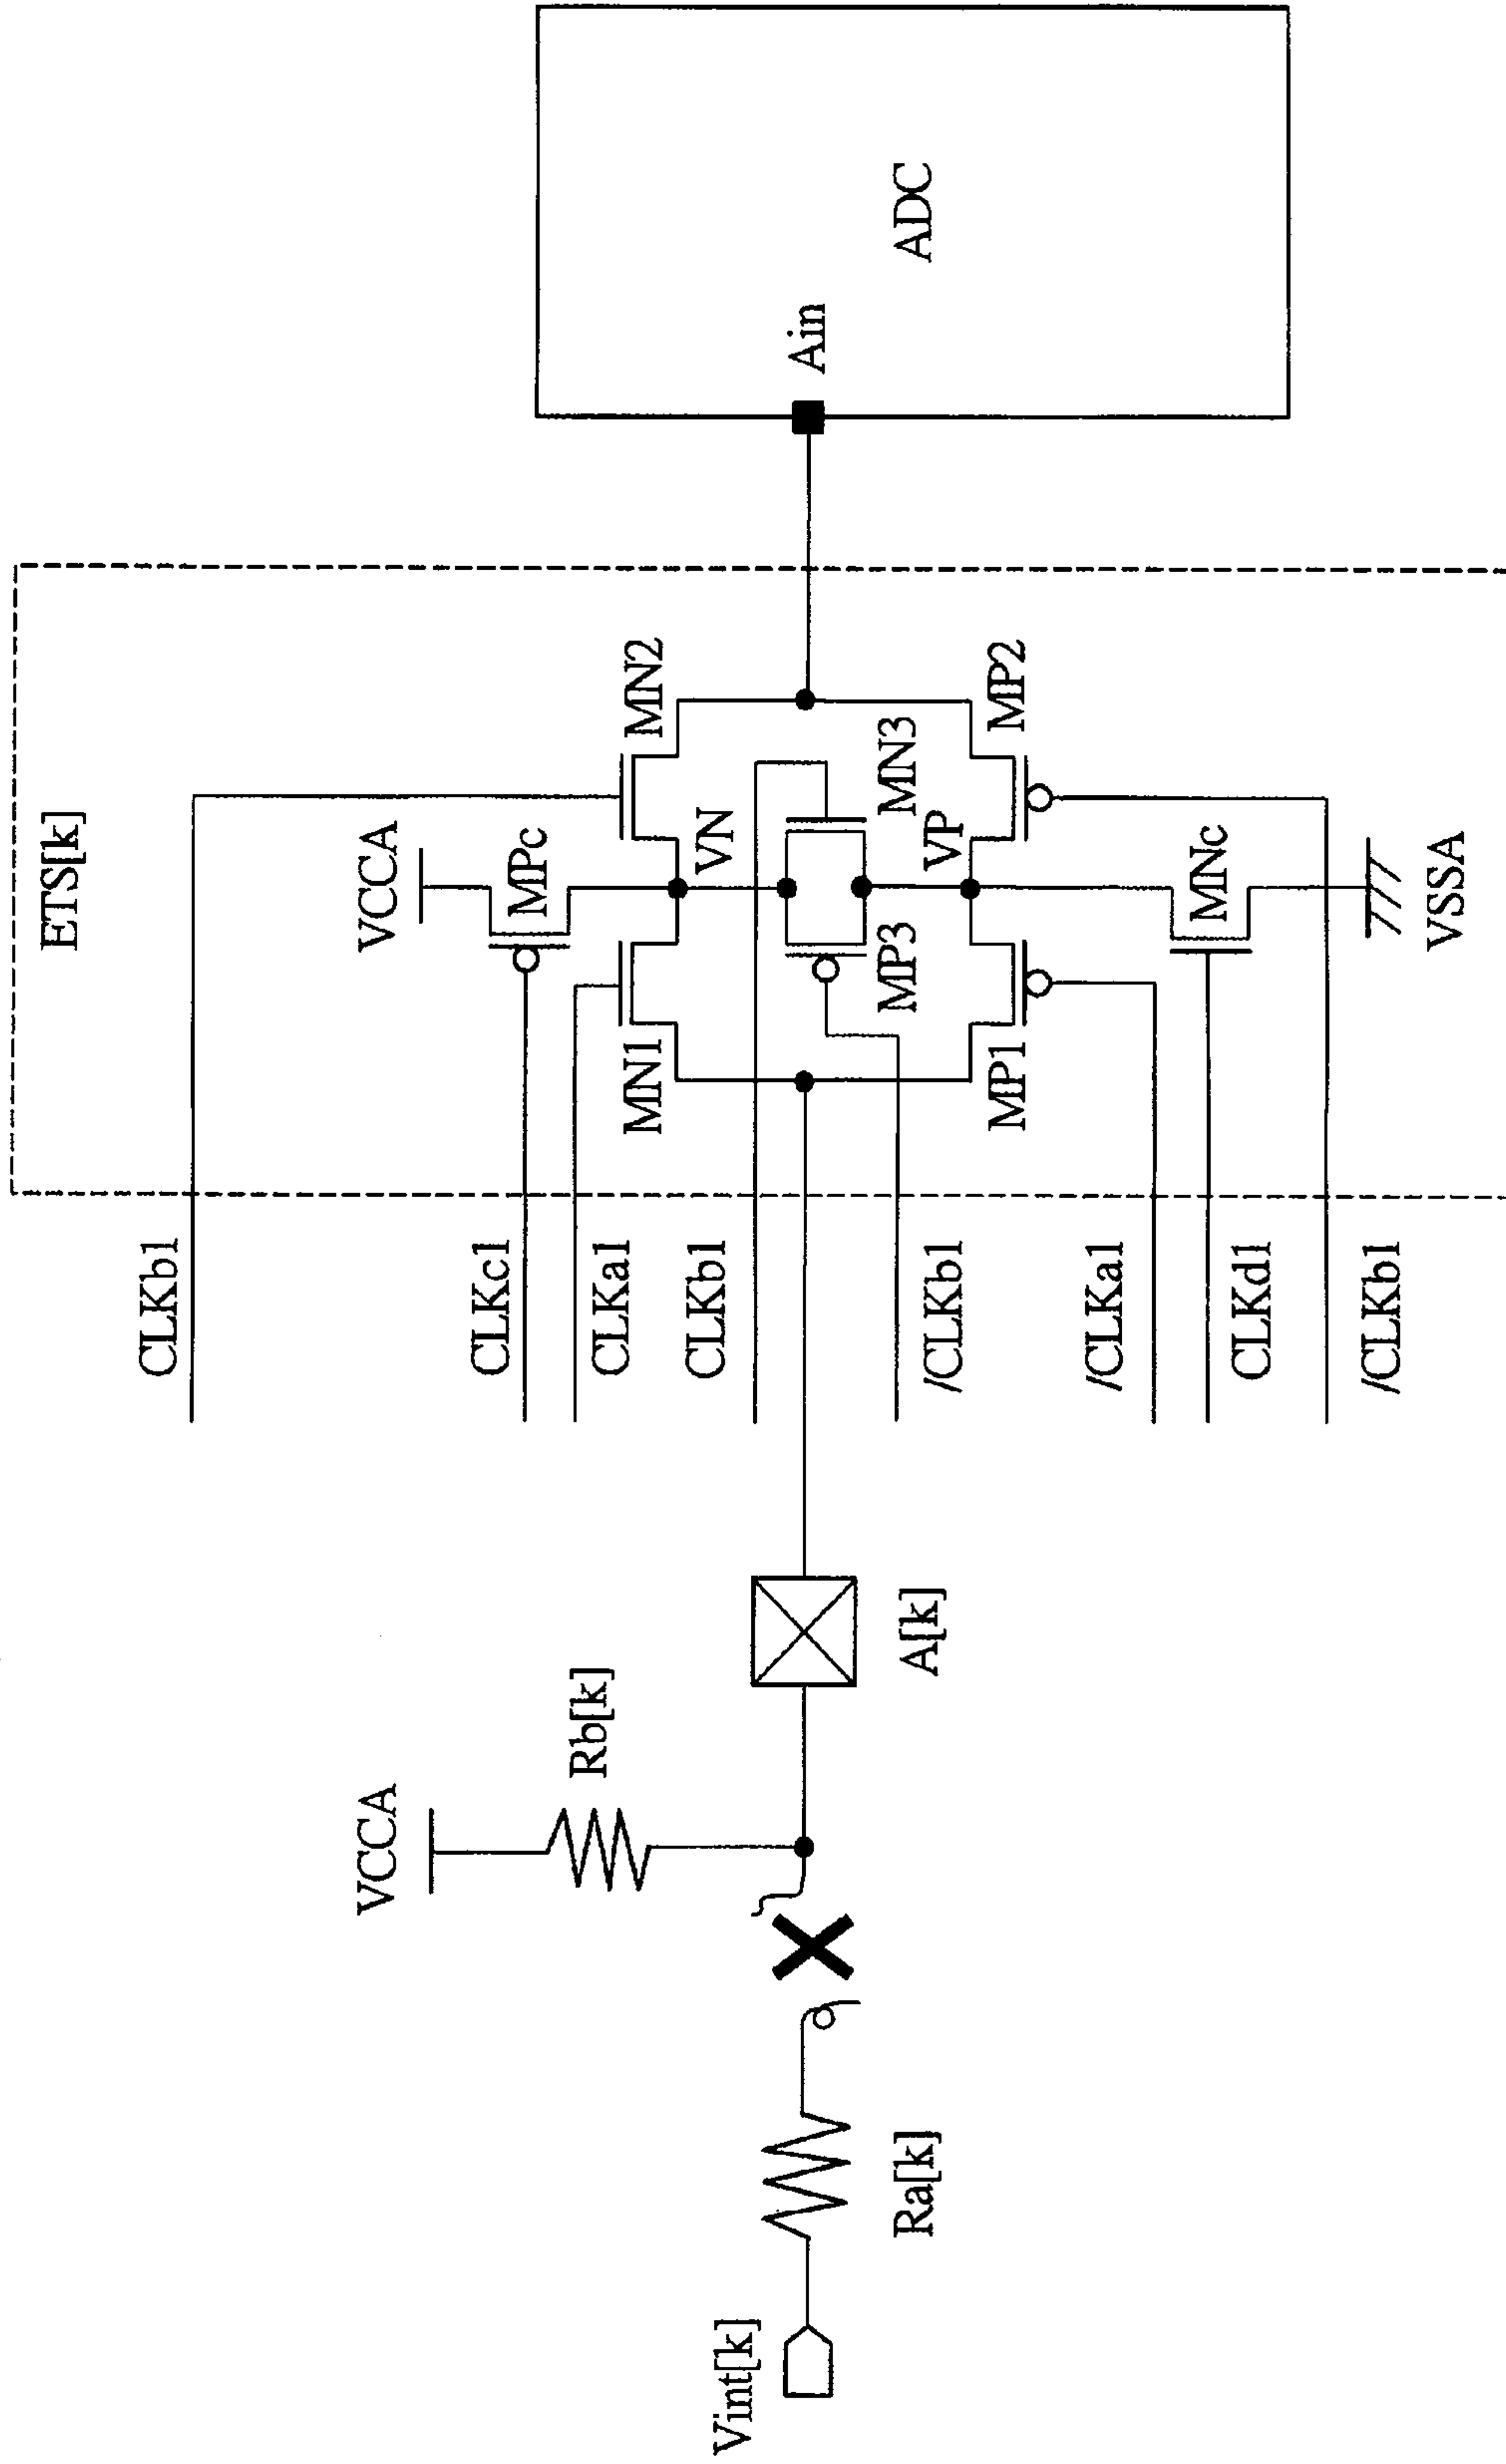 ETS[k]
CLKb1
VCCA
MPc
CLKc1
CLKa1
MN1
MN2
VN
CLKb1
MP3
MN3
/CLKb1
VP
MP1
MP2
/CLKa1
MNc
CLKd1
/CLKb1
VSSA
Ain
ADC
VCCA
Rb[k]
A[k]
Ra[k]
Vint[k]